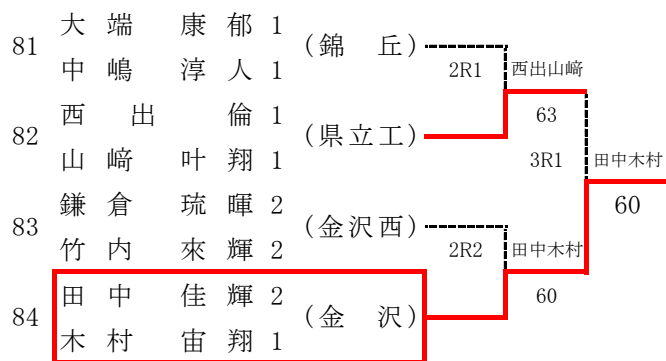 81 大端 康郁 1 (錦丘)
中嶋 淳人 1
2R1 西出山﨑
63
82 西出 倫 1 (県立工)
山﨑 叶翔 1
3R1 田中木村
60
83 鎌倉 琉暉 2 (金沢西)
竹内 來輝 2
2R2 田中木村
60
84 田中 佳輝 2 (金沢)
木村 宙翔 1